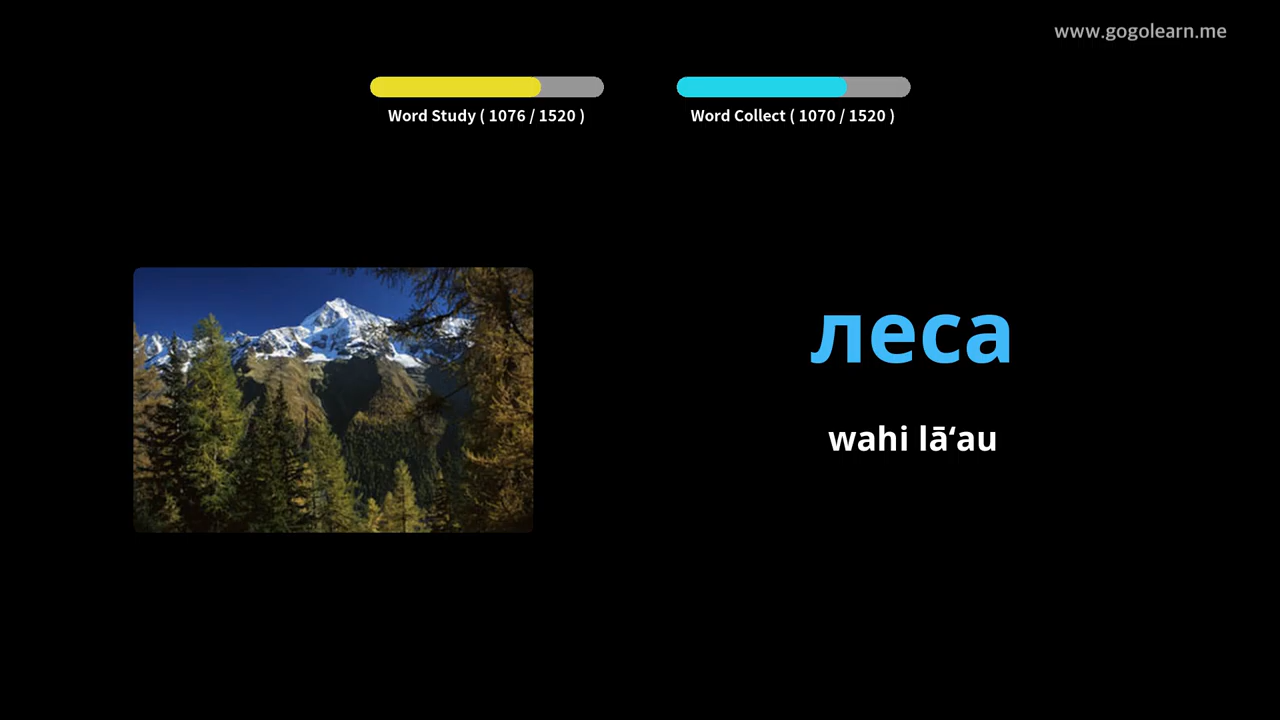 www.gogolearn.me
Word Study ( 1076 / 1520 )
Word Collect ( 1070 / 1520 )
леса
wahi lāʻau